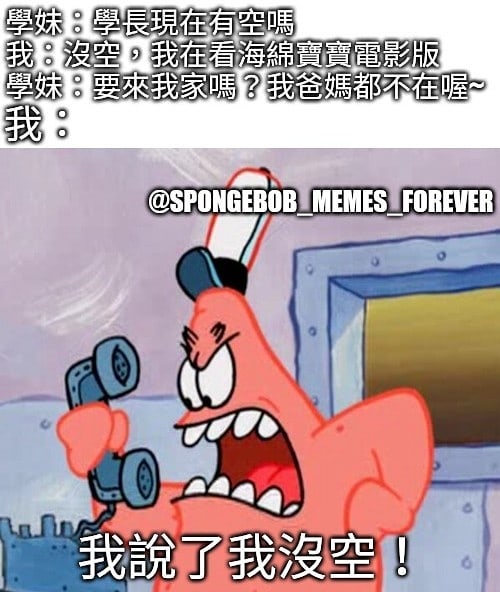 學妹：學長現在有空嗎
我：沒空，我在看海綿寶寶電影版
學妹：要來我家嗎？我爸媽都不在喔~
我：
@SPONGEBOB_MEMES_FOREVER
我說了我沒空！